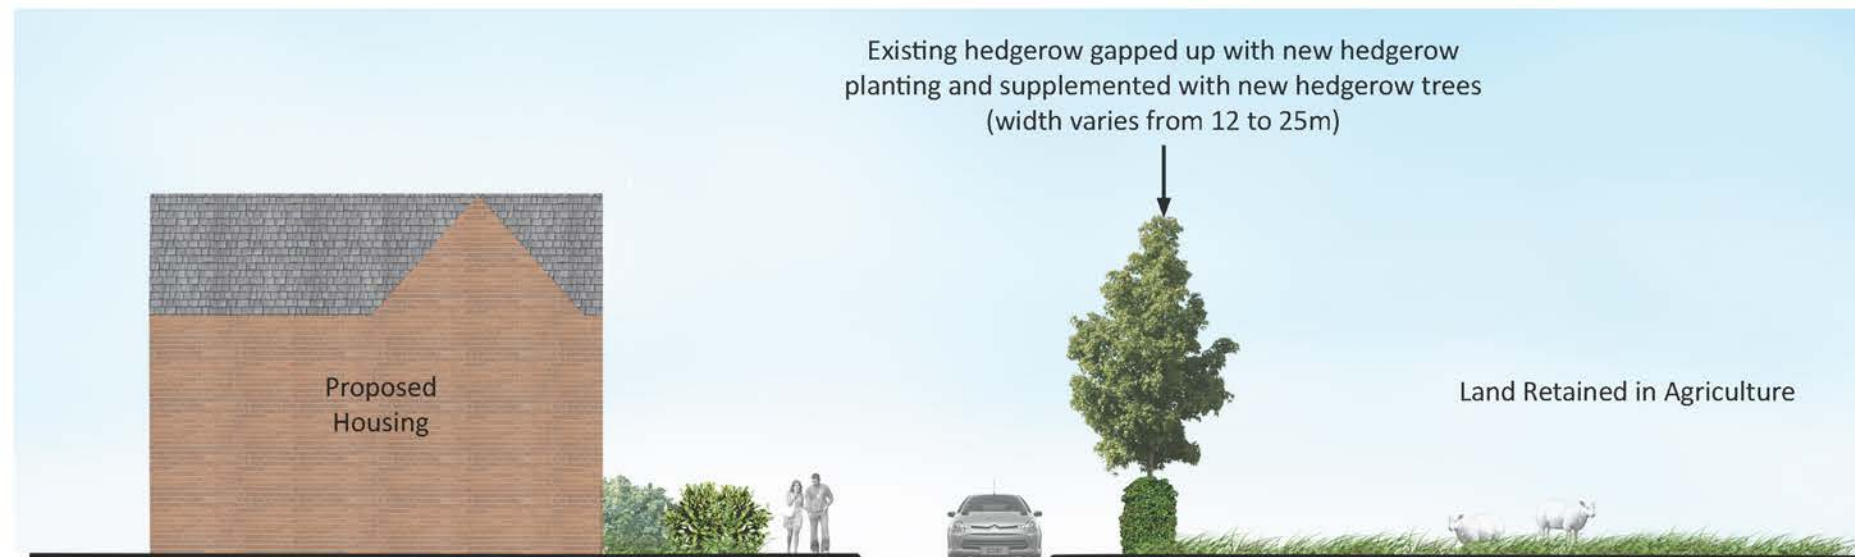 Existing hedgerow gapped up with new hedgerow
planting and supplemented with new hedgerow trees
(width varies from 12 to 25m)
Proposed
Housing
Land Retained in Agriculture